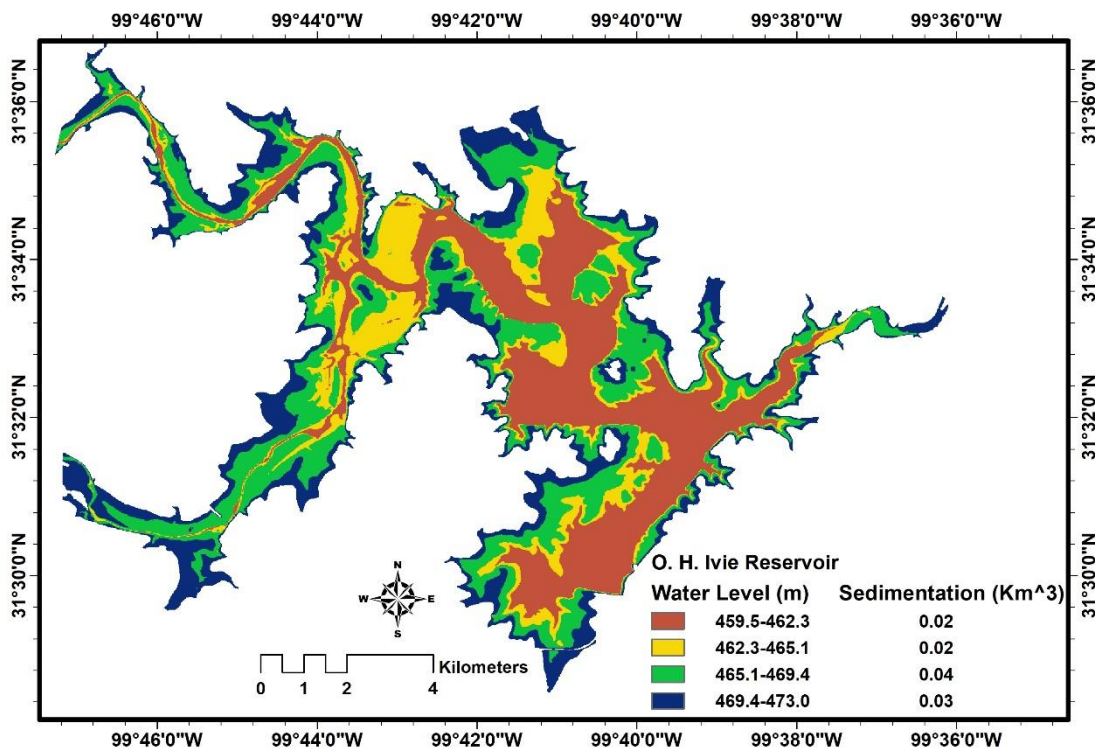 99°46'0"W 99°44'0"W 99°42'0"W 99°40'0"W 99°38'0"W 99°36'0"W
31°36'0"N 31°36'0"N
31°34'0"N 31°34'0"N
31°32'0"N 31°32'0"N
31°30'0"N 31°30'0"N
N
W E
S
Kilometers
0 1 2 4
O. H. Ivie Reservoir
Water Level (m) Sedimentation (Km^3)
459.5-462.3 0.02
462.3-465.1 0.02
465.1-469.4 0.04
469.4-473.0 0.03
99°46'0"W 99°44'0"W 99°42'0"W 99°40'0"W 99°38'0"W 99°36'0"W